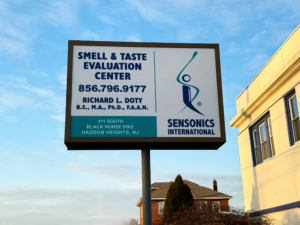 SMELL & TASTE
EVALUATION
CENTER
856.796.9177
RICHARD L. DOTY
B.S., M.A., Ph.D., F.A.A.N.
411 SOUTH
BLACK HORSE PIKE
HADDON HEIGHTS, NJ
®
SENSONICS
INTERNATIONAL